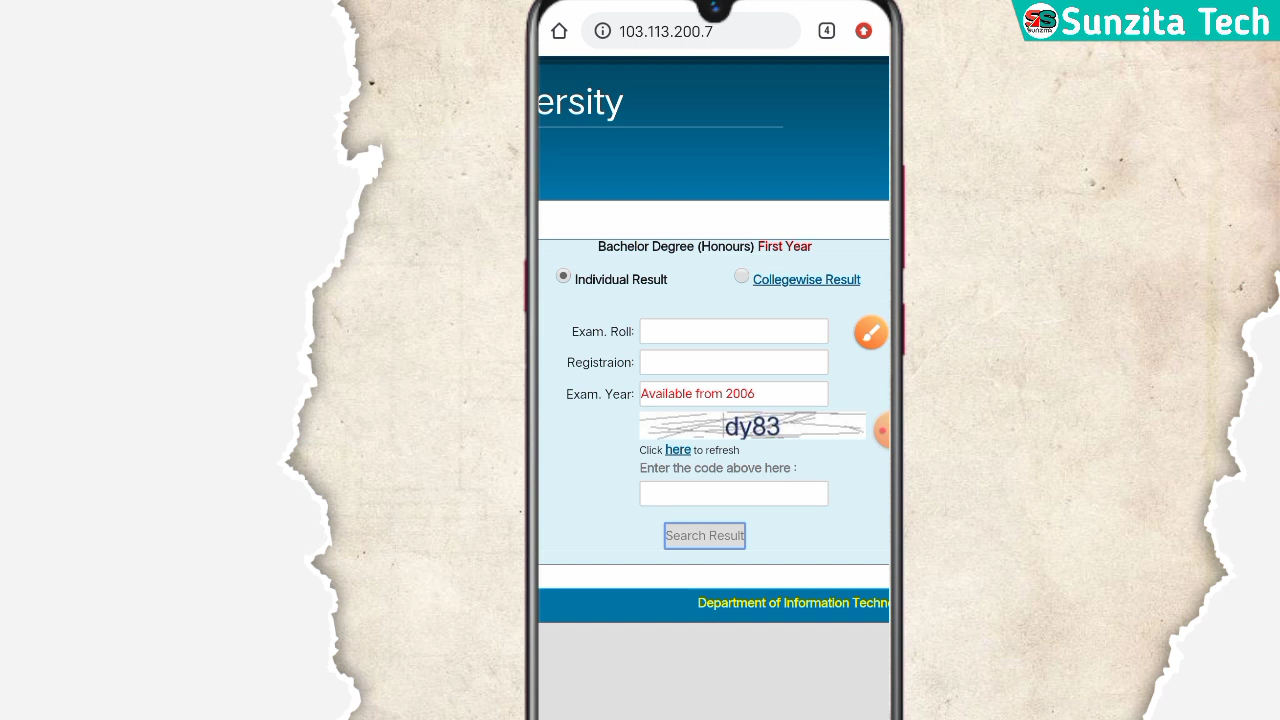 SS
SUNZITA
Sunzita Tech
103.113.200.7
4
ersity
Bachelor Degree (Honours) First Year
Individual Result
Collegewise Result
Exam. Roll:
Registraion:
Exam. Year: Available from 2006
dy83
Click here to refresh
Enter the code above here :
Search Result
Department of Information Techn